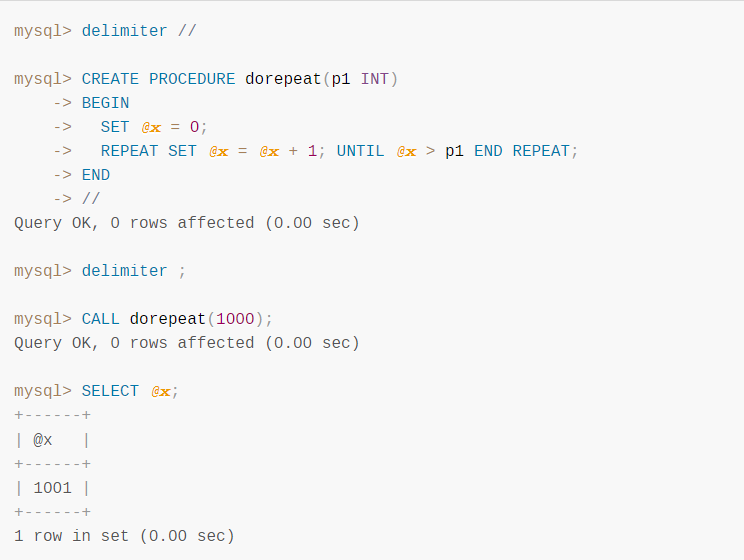 mysql> delimiter //
mysql> CREATE PROCEDURE dorepeat(p1 INT)
    -> BEGIN
    ->   SET @x = 0;
    ->   REPEAT SET @x = @x + 1; UNTIL @x > p1 END REPEAT;
    -> END
    -> //
Query OK, 0 rows affected (0.00 sec)
mysql> delimiter ;
mysql> CALL dorepeat(1000);
Query OK, 0 rows affected (0.00 sec)
mysql> SELECT @x;
+------+
| @x   |
+------+
| 1001 |
+------+
1 row in set (0.00 sec)